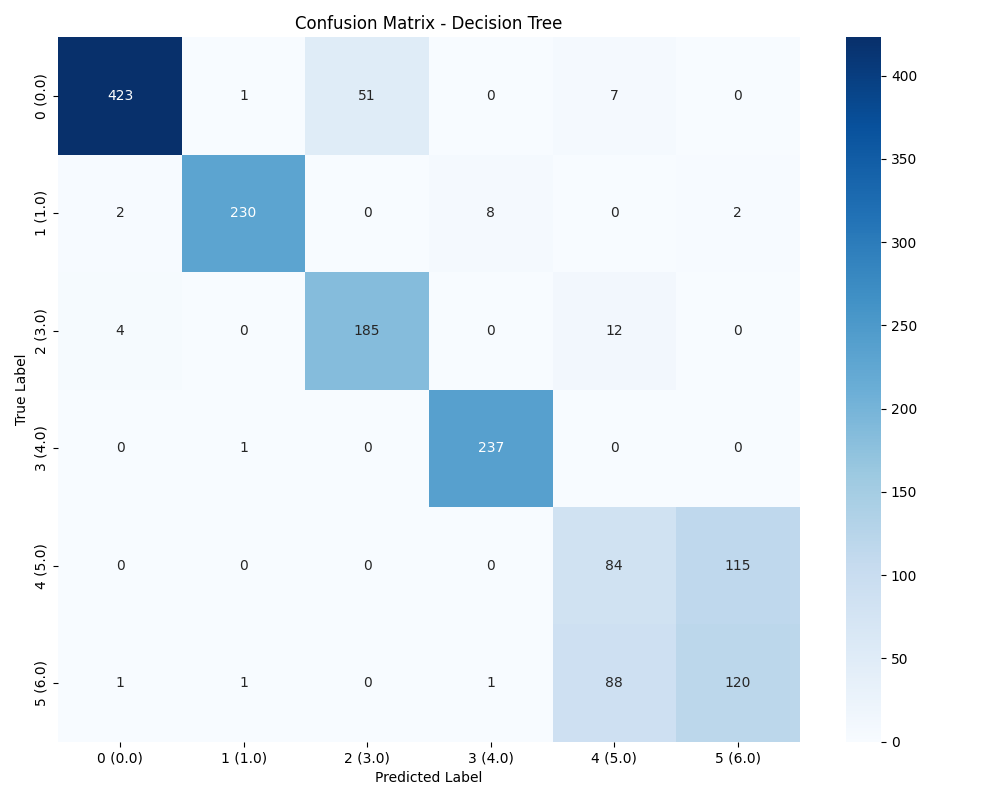 Confusion Matrix - Decision Tree
True Label
0 (0.0) 423 1 51 0 7 0
1 (1.0) 2 230 0 8 0 2
2 (3.0) 4 0 185 0 12 0
3 (4.0) 0 1 0 237 0 0
4 (5.0) 0 0 0 0 84 115
5 (6.0) 1 1 0 1 88 120
0 (0.0) 1 (1.0) 2 (3.0) 3 (4.0) 4 (5.0) 5 (6.0)
Predicted Label
400
350
300
250
200
150
100
50
0